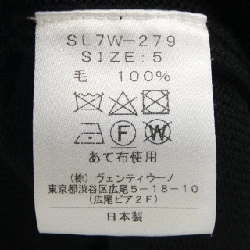 SL7W-279
SIZE: 5
毛 100%
F W
あて布使用
(株) ヴェンティウーノ
東京都渋谷区広尾5-18-10
(広尾ピア2F)
日本製